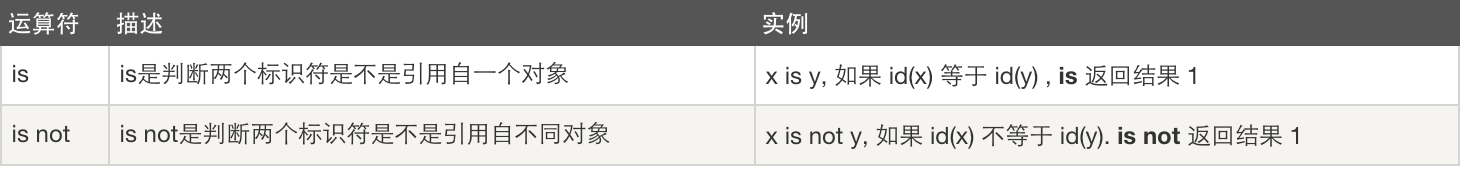 运算符 描述 实例
is is是判断两个标识符是不是引用自一个对象 x is y, 如果 id(x) 等于 id(y) , is 返回结果 1
is not is not是判断两个标识符是不是引用自不同对象 x is not y, 如果 id(x) 不等于 id(y). is not 返回结果 1